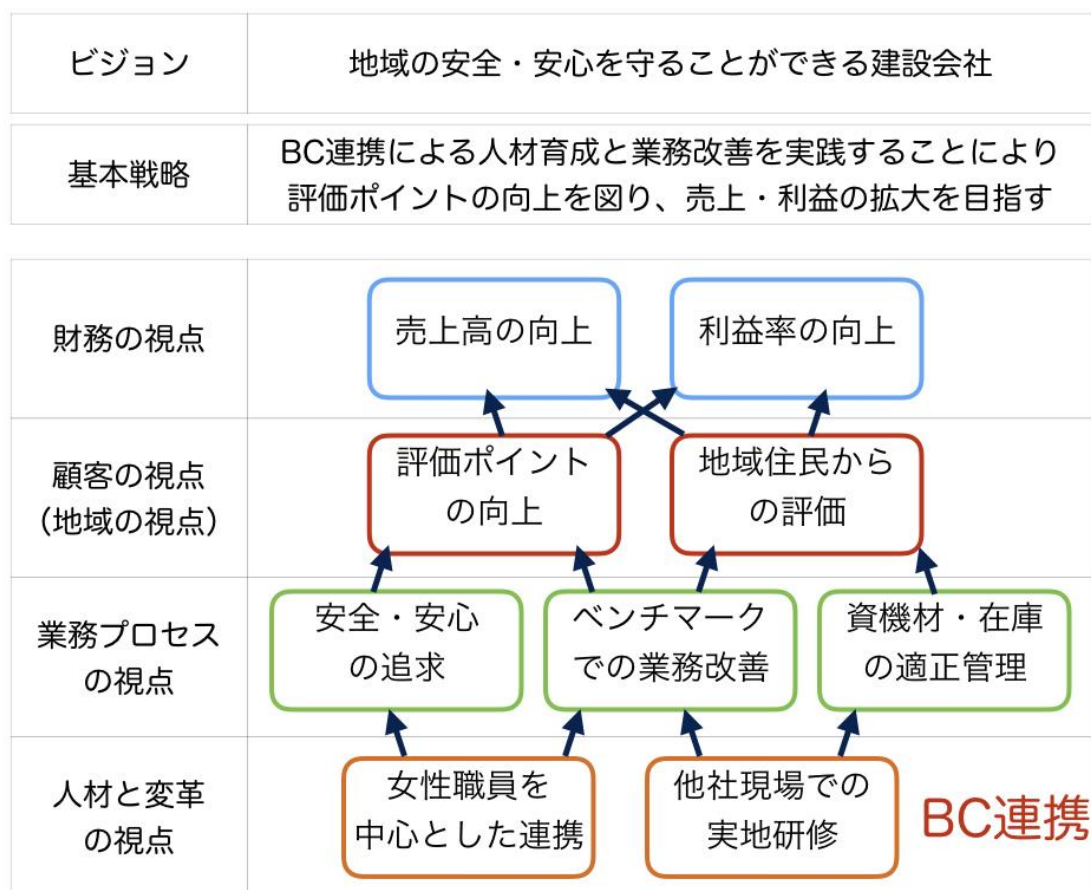 ビジョン
地域の安全・安心を守ることができる建設会社
基本戦略
BC連携による人材育成と業務改善を実践することにより
評価ポイントの向上を図り、売上・利益の拡大を目指す
財務の視点
売上高の向上
利益率の向上
顧客の視点
（地域の視点）
評価ポイント
の向上
地域住民から
の評価
業務プロセス
の視点
安全・安心
の追求
ベンチマーク
での業務改善
資機材・在庫
の適正管理
人材と変革
の視点
女性職員を
中心とした連携
他社現場での
実地研修
BC連携